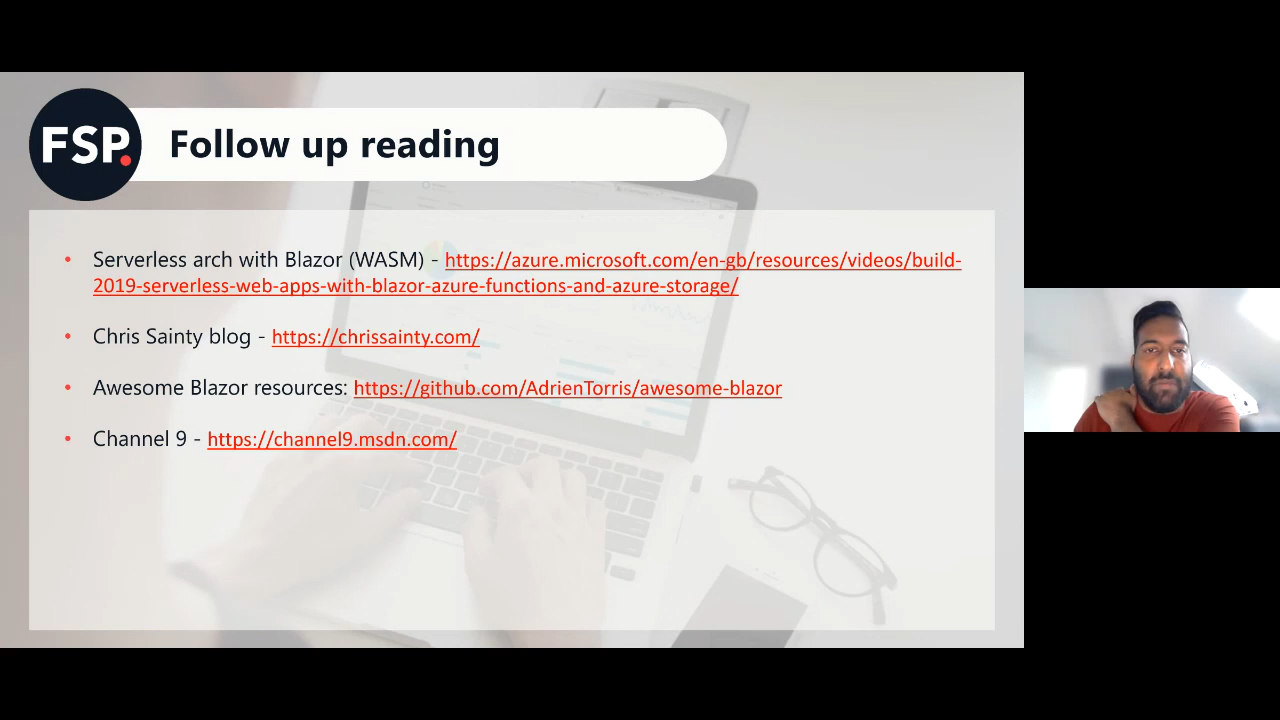 FSP.
Follow up reading
• Serverless arch with Blazor (WASM) - https://azure.microsoft.com/en-gb/resources/videos/build-
2019-serverless-web-apps-with-blazor-azure-functions-and-azure-storage/
• Chris Sainty blog - https://chrissainty.com/
• Awesome Blazor resources: https://github.com/AdrienTorris/awesome-blazor
• Channel 9 - https://channel9.msdn.com/